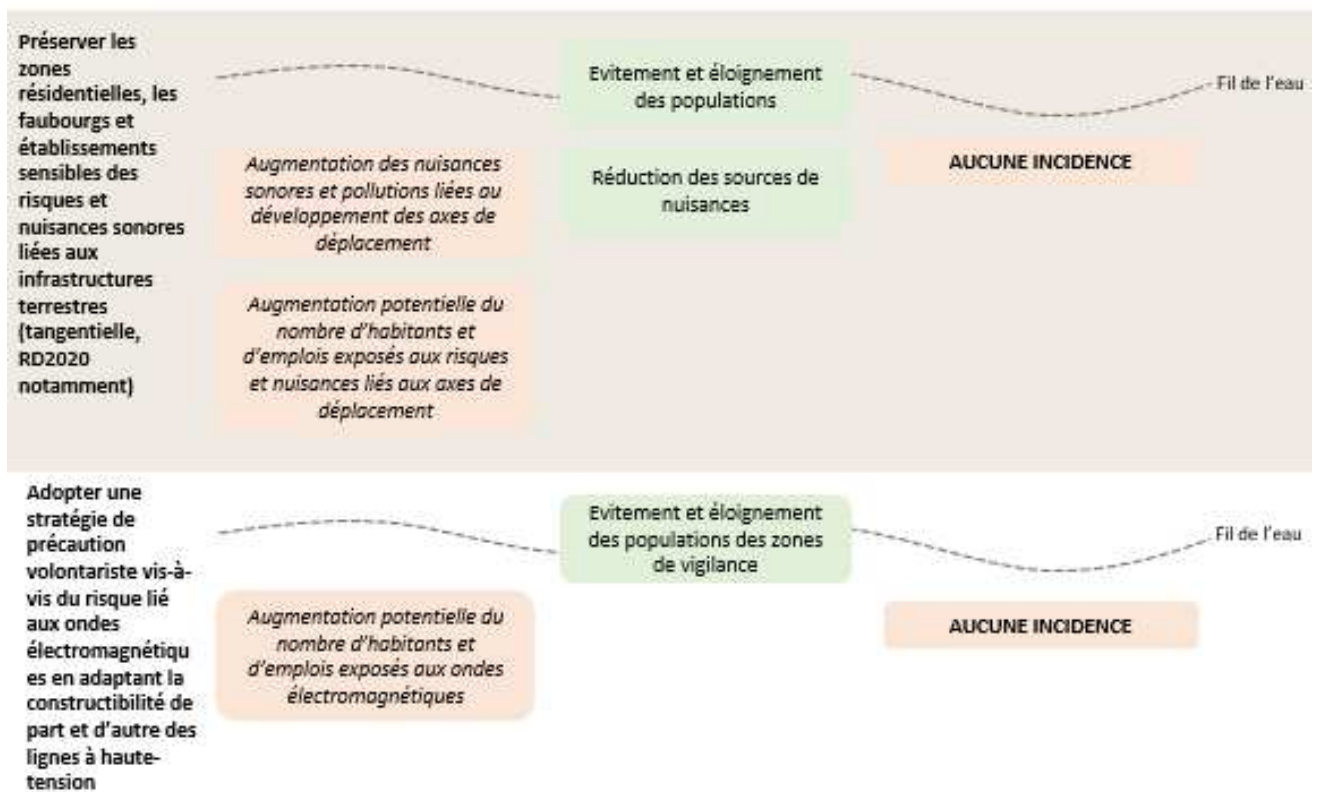 Préserver les
zones
résidentielles, les
faubourgs et
établissements
sensibles des
risques et
nuisances sonores
liées aux
infrastructures
terrestres
(tangentielle,
RD2020
notamment)
Augmentation des nuisances
sonores et pollutions liées au
développement des axes de
déplacement
Augmentation potentielle du
nombre d'habitants et
d'emplois exposés aux risques
et nuisances liés aux axes de
déplacement
Evitement et éloignement
des populations
Réduction des sources de
nuisances
Fil de l'eau
AUCUNE INCIDENCE
Adopter une
stratégie de
précaution
volontariste vis-à-
vis du risque lié
aux ondes
électromagnétiqu
es en adaptant la
constructibilité de
part et d'autre des
lignes à haute-
tension
Augmentation potentielle du
nombre d'habitants et
d'emplois exposés aux ondes
électromagnétiques
Evitement et éloignement
des populations des zones
de vigilance
Fil de l'eau
AUCUNE INCIDENCE